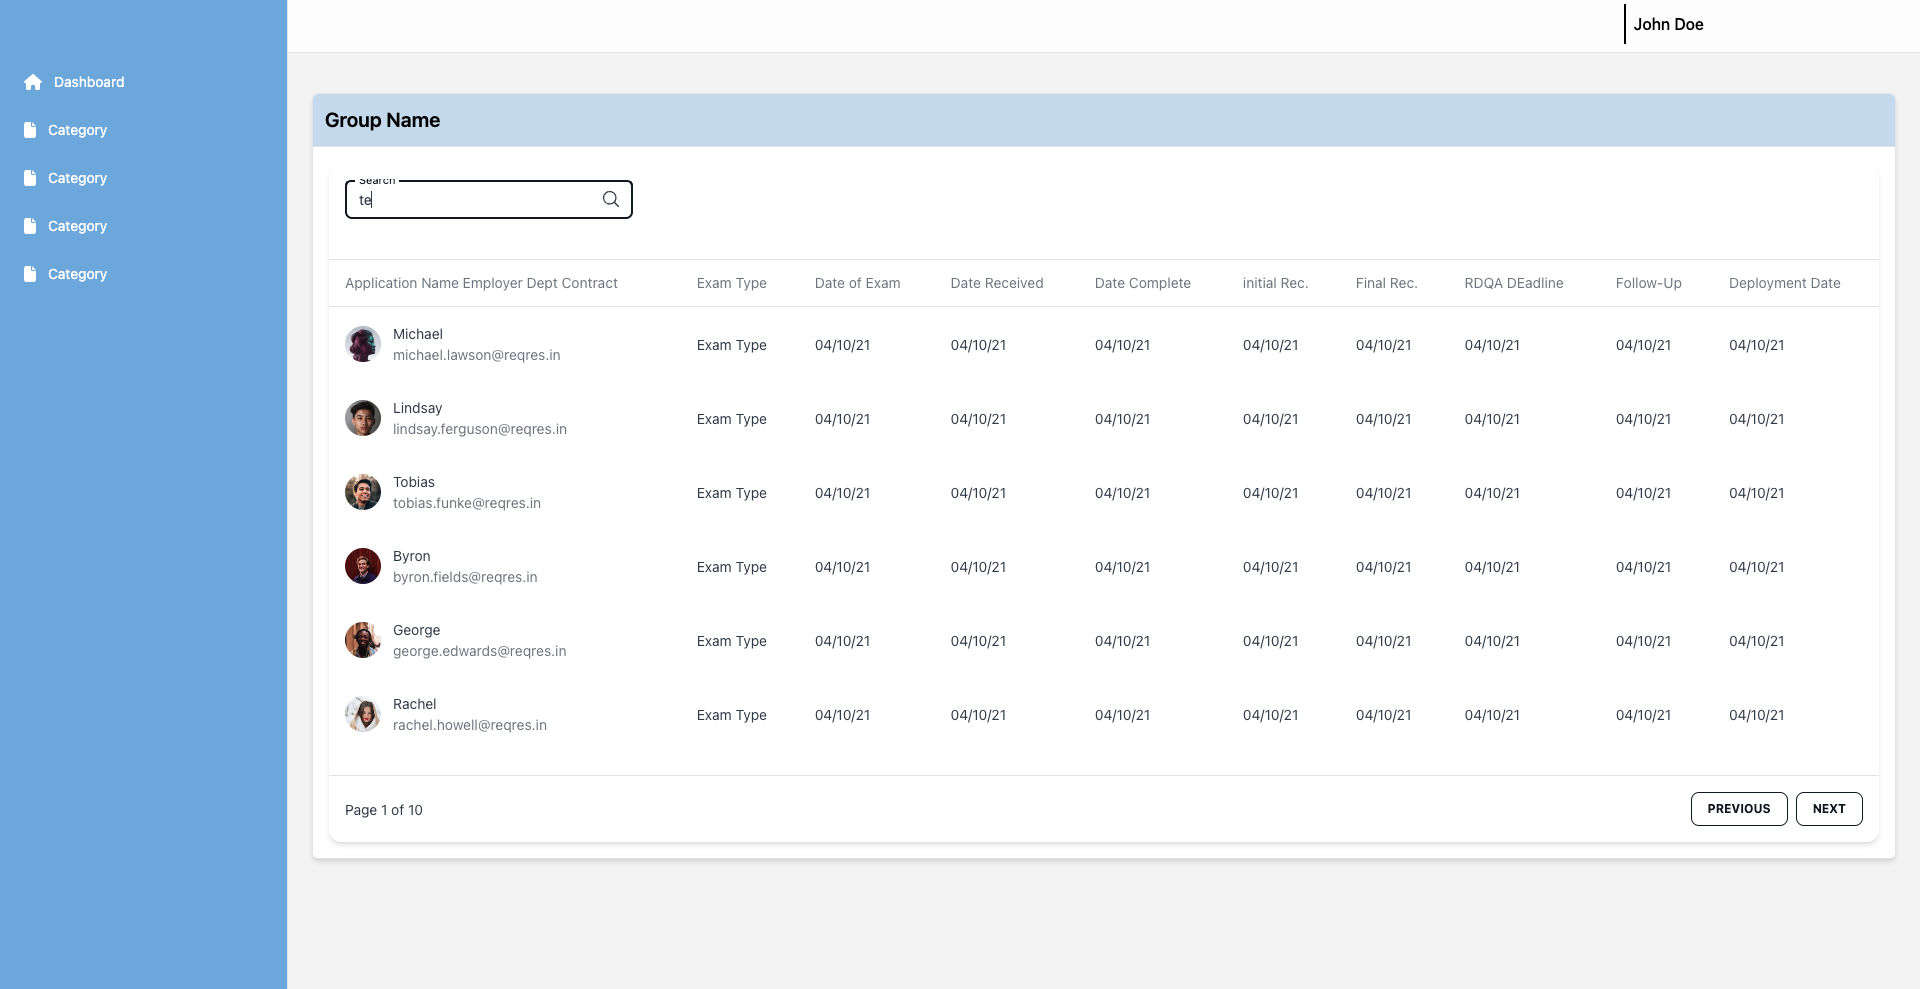 John Doe
Dashboard
Category
Category
Category
Category
Group Name
Search
te
Application Name Employer Dept Contract Exam Type Date of Exam Date Received Date Complete initial Rec. Final Rec. RDQA DEadline Follow-Up Deployment Date
Michael
michael.lawson@reqres.in
Exam Type 04/10/21 04/10/21 04/10/21 04/10/21 04/10/21 04/10/21 04/10/21 04/10/21
Lindsay
lindsay.ferguson@reqres.in
Exam Type 04/10/21 04/10/21 04/10/21 04/10/21 04/10/21 04/10/21 04/10/21 04/10/21
Tobias
tobias.funke@reqres.in
Exam Type 04/10/21 04/10/21 04/10/21 04/10/21 04/10/21 04/10/21 04/10/21 04/10/21
Byron
byron.fields@reqres.in
Exam Type 04/10/21 04/10/21 04/10/21 04/10/21 04/10/21 04/10/21 04/10/21 04/10/21
George
george.edwards@reqres.in
Exam Type 04/10/21 04/10/21 04/10/21 04/10/21 04/10/21 04/10/21 04/10/21 04/10/21
Rachel
rachel.howell@reqres.in
Exam Type 04/10/21 04/10/21 04/10/21 04/10/21 04/10/21 04/10/21 04/10/21 04/10/21
Page 1 of 10 PREVIOUS NEXT